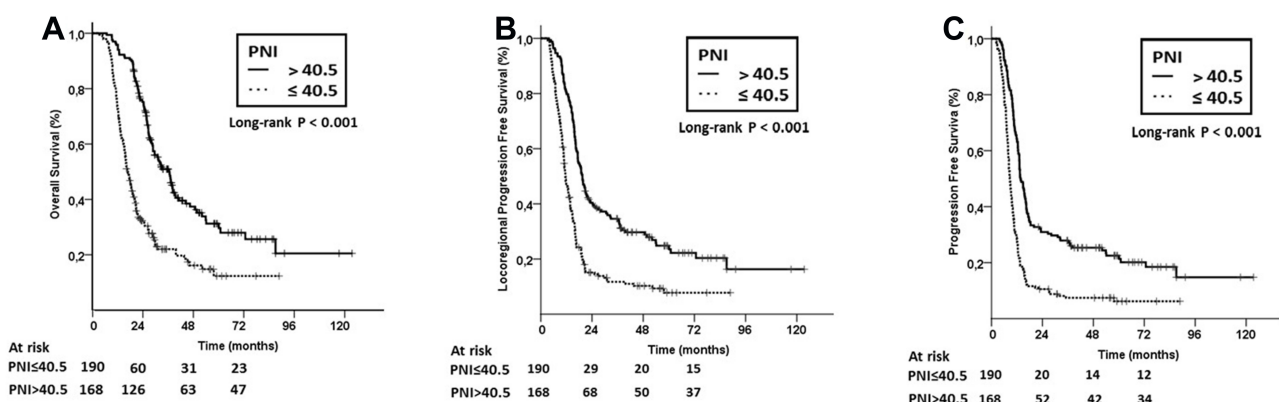 A
Overall Survival (%)
1,0
0,8
0,6
0,4
0,2
PNI
> 40.5
≤ 40.5
Long-rank P < 0.001
0 24 48 72 96 120
Time (months)
At risk
PNI≤40.5 190 60 31 23
PNI>40.5 168 126 63 47
B
Locoregional Progression Free Survival (%)
1,0
0,8
0,6
0,4
0,2
PNI
> 40.5
≤ 40.5
Long-rank P < 0.001
0 24 48 72 96 120
Time (months)
At risk
PNI≤40.5 190 29 20 15
PNI>40.5 168 68 50 37
C
Progression Free Surviva (%)
1,0
0,8
0,6
0,4
0,2
PNI
> 40.5
≤ 40.5
Long-rank P < 0.001
0 24 48 72 96 120
Time (months)
At risk
PNI≤40.5 190 20 14 12
PNI>40.5 168 52 42 34